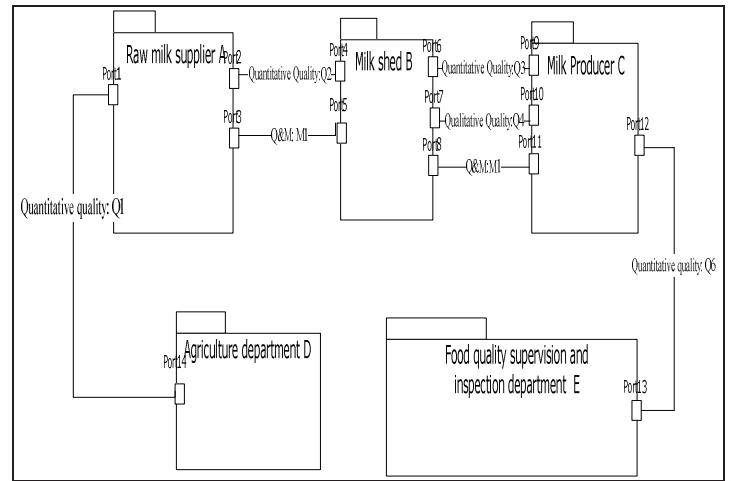 Raw milk supplier A
Port1
Port2
Port3
Quantitative Quality:Q2
Q&M: M1
Milk shed B
Port4
Port5
Port6
Port7
Port8
Quantitative Quality:Q3
Qualitative Quality:Q4
Q&M:M1
Milk Producer C
Port9
Port10
Port11
Port12
Quantitative quality: Q1
Quantitative quality: Q6
Agriculture department D
Port14
Food quality supervision and
inspection department E
Port13